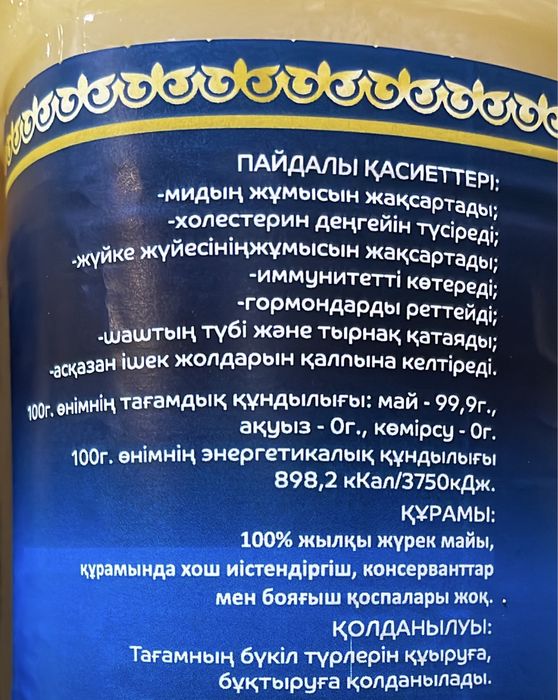 ПАЙДАЛЫ ҚАСИЕТТЕРІ:
-мидың жұмысын жақсартады;
-холестерин деңгейін түсіреді;
-жүйке жүйесініңжұмысын жақсартады;
-иммунитетті көтереді;
-гормондарды реттейді;
-шаштың түбі және тырнақ қатаяды;
-асқазан ішек жолдарын қалпына келтіреді.
100г. өнімнің тағамдық құндылығы: май - 99,9г.,
ақуыз - 0г., көмірсу - 0г.
100г. өнімнің энергетикалық құндылығы
898,2 кКал/3750кДж.
ҚҰРАМЫ:
100% жылқы жүрек майы,
құрамында хош иістендіргіш, консерванттар
мен бояғыш қоспалары жоқ. .
ҚОЛДАНЫЛУЫ:
Тағамның бүкіл түрлерін қуыруға,
бұқтыруға қолданылады.